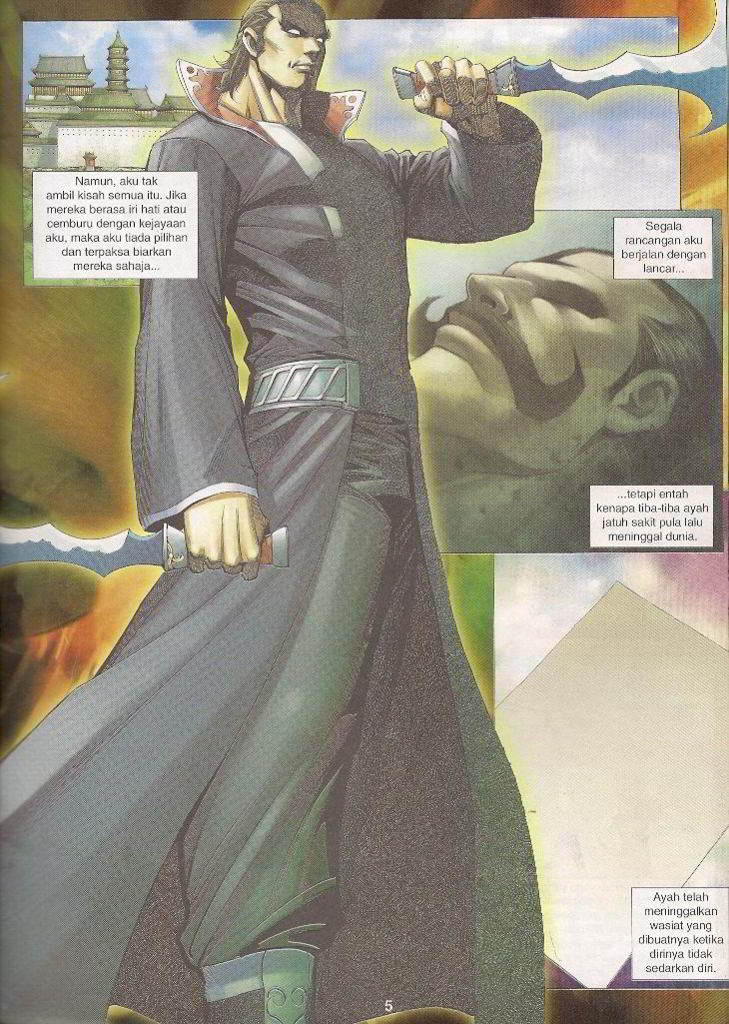 Namun, aku tak
ambil kisah semua itu. Jika
mereka berasa iri hati atau
cemburu dengan kejayaan
aku, maka aku tiada pilihan
dan terpaksa biarkan
mereka sahaja...
Segala
rancangan aku
berjalan dengan
lancar...
...tetapi entah
kenapa tiba-tiba ayah
jatuh sakit pula lalu
meninggal dunia.
Ayah telah
meninggalkan
wasiat yang
dibuatnya ketika
dirinya tidak
sedarkan diri.
5